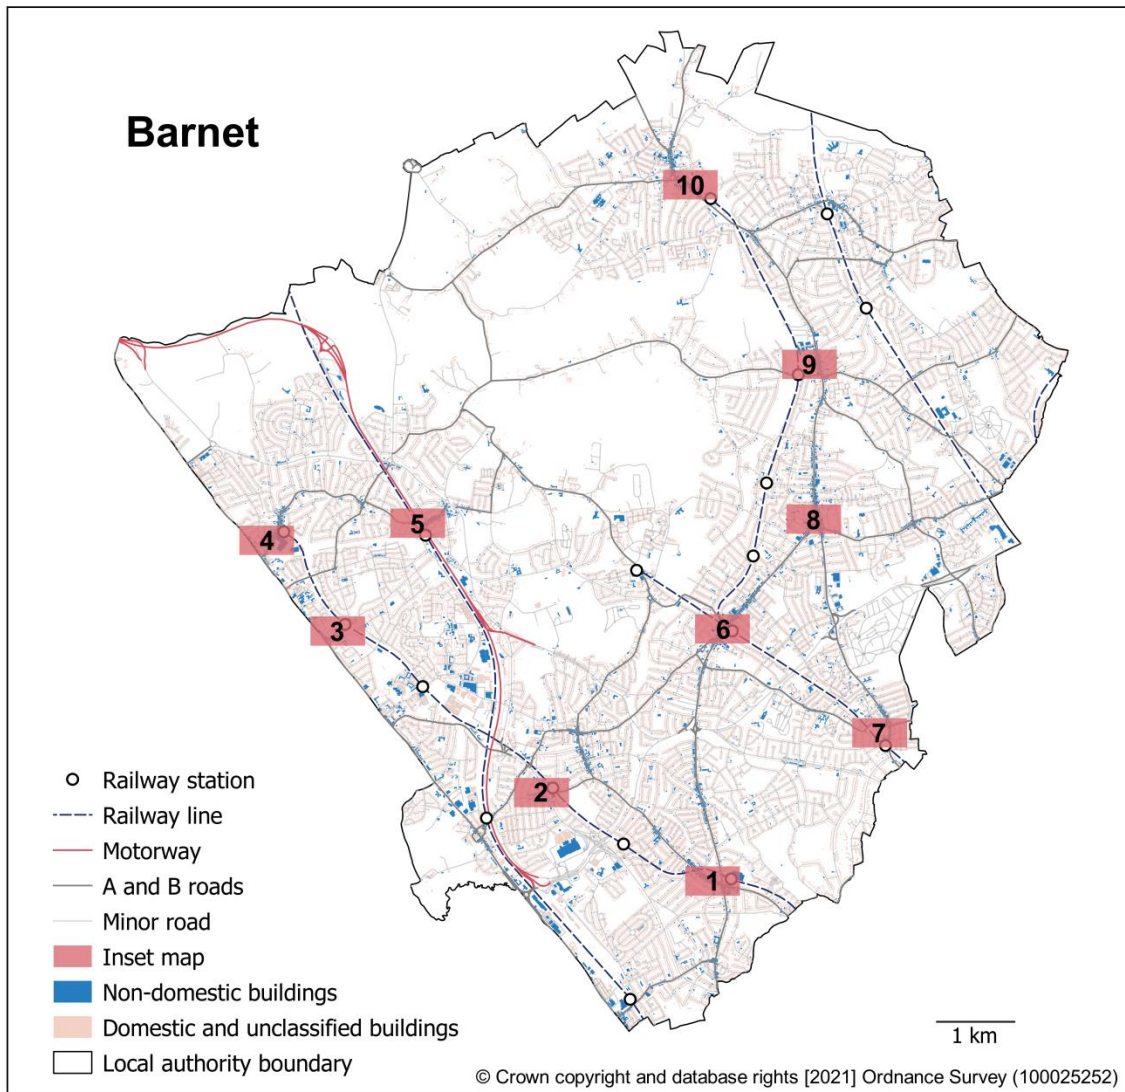 Barnet
10
9
5
8
4
3
6
7
2
1
Railway station
Railway line
Motorway
A and B roads
Minor road
Inset map
Non-domestic buildings
Domestic and unclassified buildings
Local authority boundary
1 km
© Crown copyright and database rights [2021] Ordnance Survey (100025252)